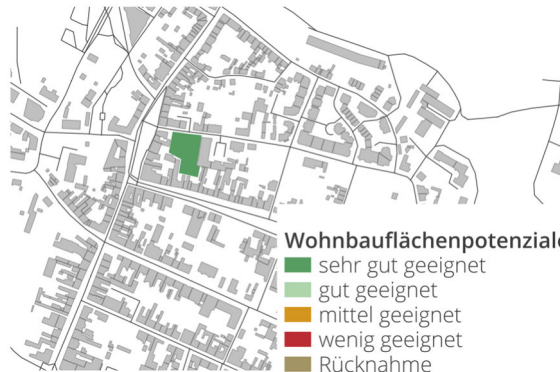 Wohnbauflächenpotenziale
sehr gut geeignet
gut geeignet
mittel geeignet
wenig geeignet
Rücknahme